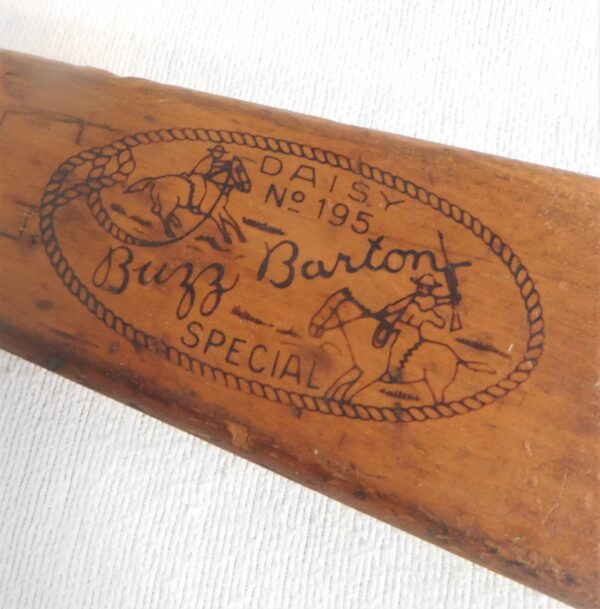 DAISY
No 195
Buzz Barton
SPECIAL